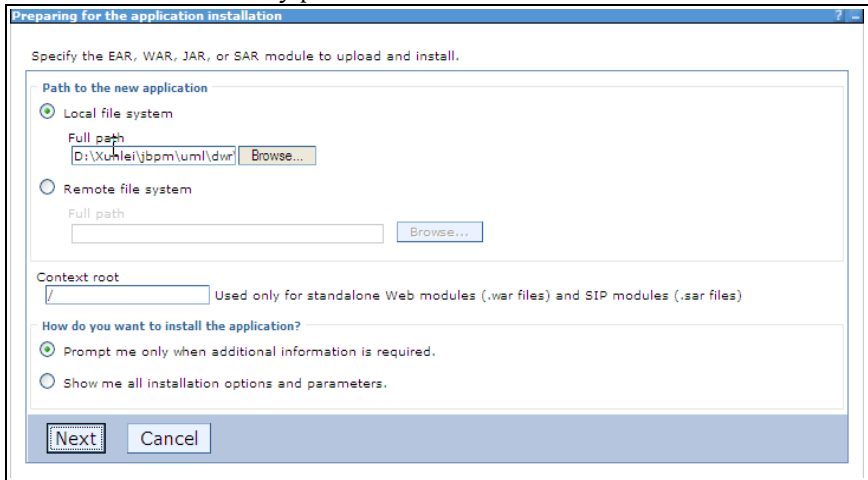 Preparing for the application installation ? –
Specify the EAR, WAR, JAR, or SAR module to upload and install.
Path to the new application
Local file system
Full path
D:\Xunlei\jbpm\uml\dwr\ Browse...
Remote file system
Full path
Browse...
Context root
/ Used only for standalone Web modules (.war files) and SIP modules (.sar files)
How do you want to install the application?
Prompt me only when additional information is required.
Show me all installation options and parameters.
Next Cancel